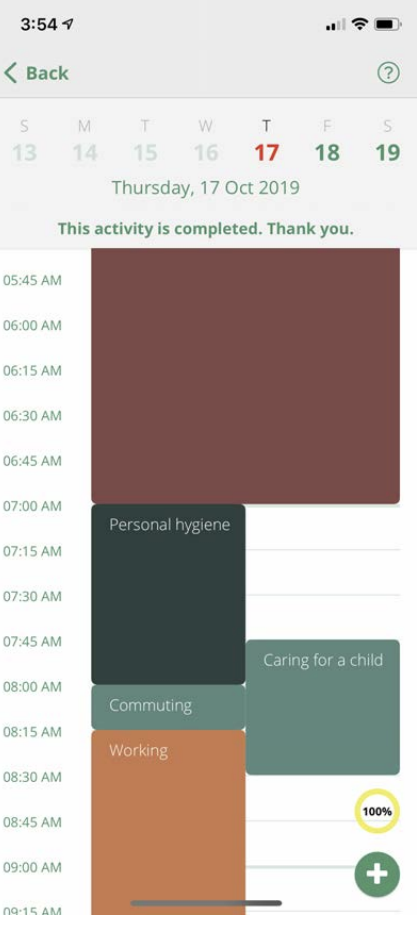 3:54
Back
?
S M T W T F S
13 14 15 16 17 18 19
Thursday, 17 Oct 2019
This activity is completed. Thank you.
05:45 AM
06:00 AM
06:15 AM
06:30 AM
06:45 AM
07:00 AM
Personal hygiene
07:15 AM
07:30 AM
07:45 AM
Caring for a child
08:00 AM
Commuting
08:15 AM
Working
08:30 AM
100%
08:45 AM
09:00 AM
09:15 AM